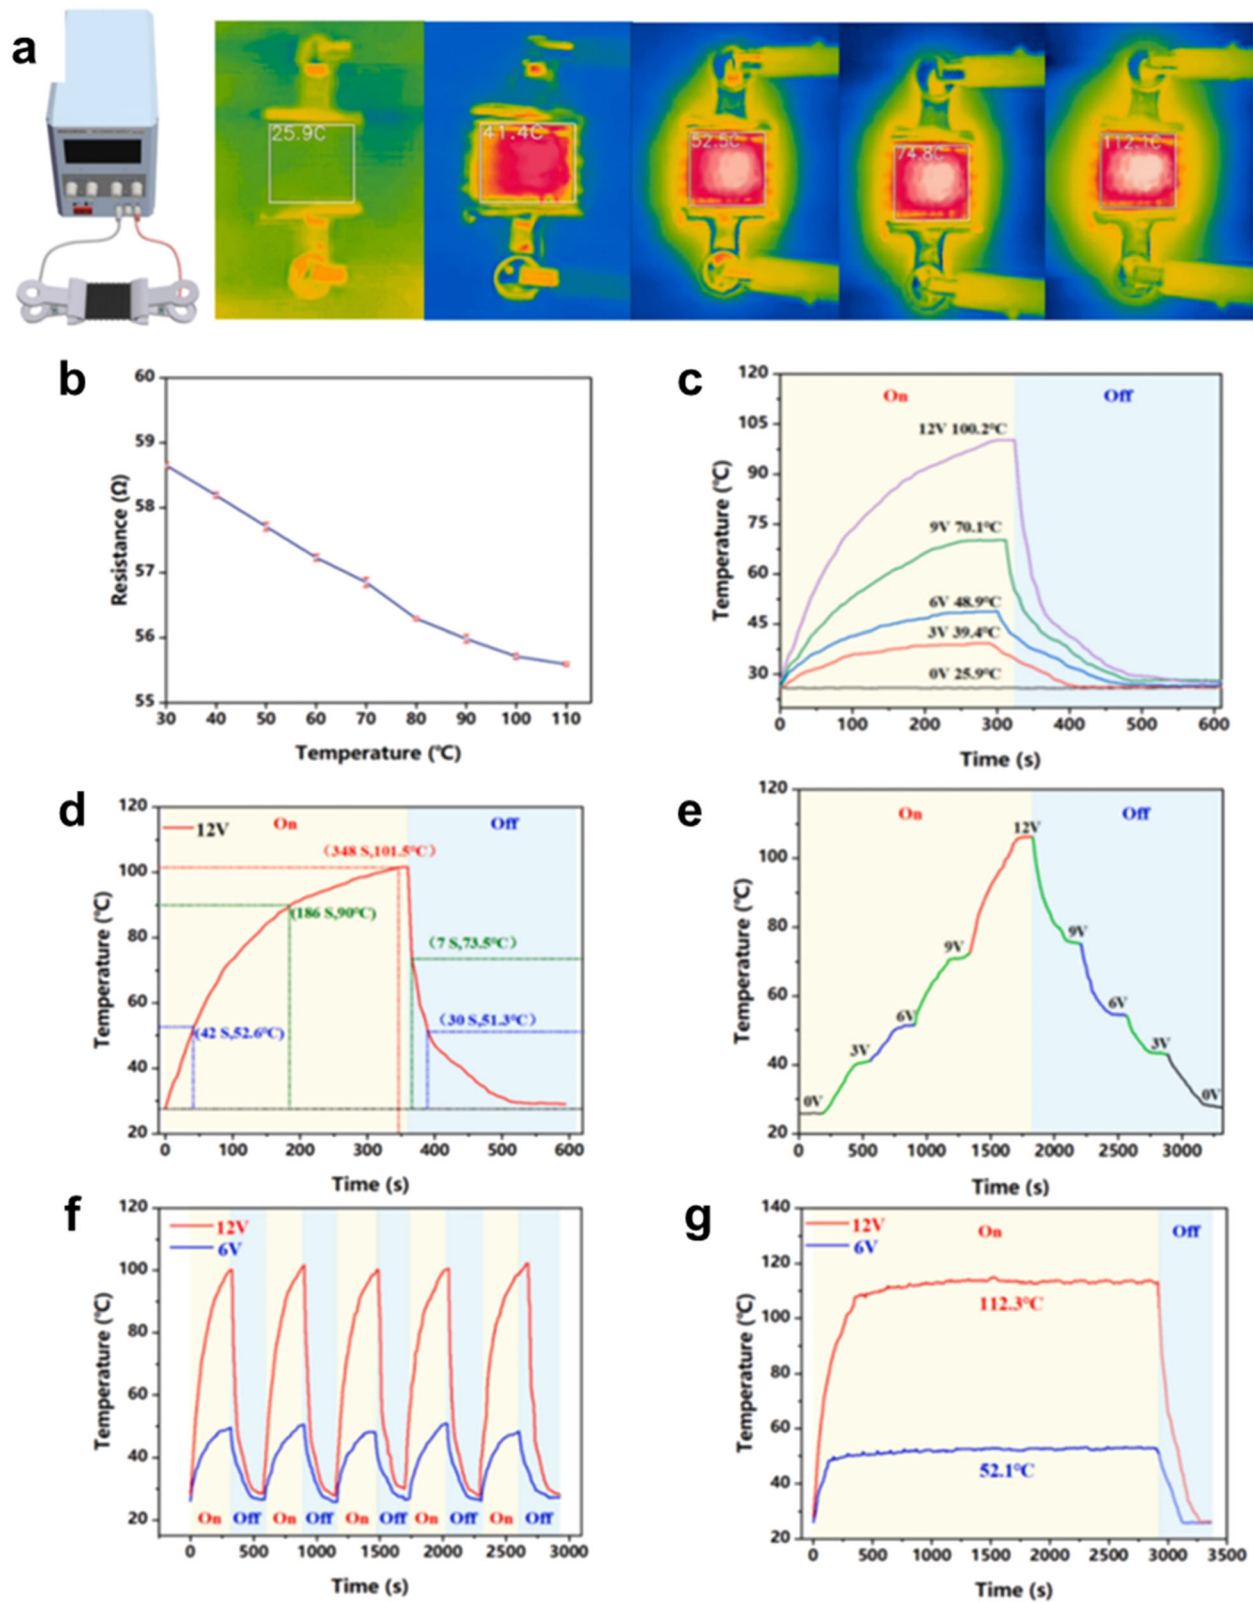 a
25.9C
41.4C
52.5C
74.8C
112.1C
b
60
59
58
57
56
55
Resistance (Ω)
30 40 50 60 70 80 90 100 110
Temperature (℃)
c
120
105
90
75
60
45
30
Temperature (℃)
On
Off
12V 100.2℃
9V 70.1℃
6V 48.9℃
3V 39.4℃
0V 25.9℃
0 100 200 300 400 500 600
Time (s)
d
120
100
80
60
40
20
Temperature (℃)
12V
On
Off
(348 S,101.5℃)
(186 S,90℃)
(7 S,73.5℃)
(30 S,51.3℃)
(42 S,52.6℃)
0 100 200 300 400 500 600
Time (s)
e
120
100
80
60
40
20
Temperature (℃)
On
Off
12V
9V
9V
6V
6V
3V
3V
0V
0V
0 500 1000 1500 2000 2500 3000
Time (s)
f
120
100
80
60
40
20
Temperature (℃)
12V
6V
On Off On Off On Off On Off On Off
0 500 1000 1500 2000 2500 3000
Time (s)
g
140
120
100
80
60
40
20
Temperature (℃)
12V
6V
On
Off
112.3℃
52.1℃
0 500 1000 1500 2000 2500 3000 3500
Time (s)